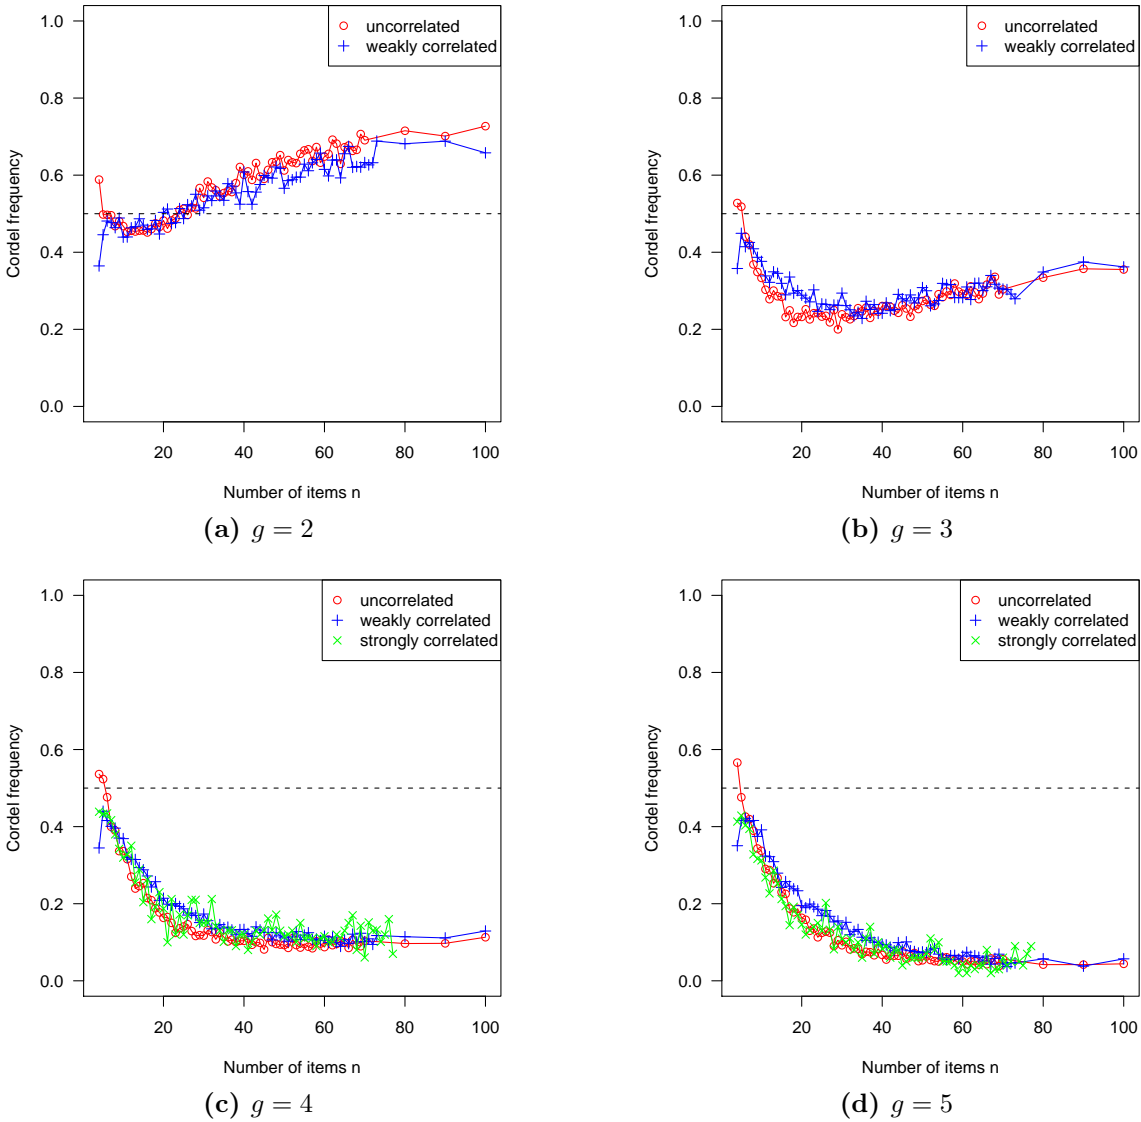 1.0
0.8
0.6
0.4
0.2
0.0
Cordel frequency
uncorrelated
weakly correlated
20 40 60 80 100
Number of items n
(a) g = 2
1.0
0.8
0.6
0.4
0.2
0.0
Cordel frequency
uncorrelated
weakly correlated
20 40 60 80 100
Number of items n
(b) g = 3
1.0
0.8
0.6
0.4
0.2
0.0
Cordel frequency
uncorrelated
weakly correlated
strongly correlated
20 40 60 80 100
Number of items n
(c) g = 4
1.0
0.8
0.6
0.4
0.2
0.0
Cordel frequency
uncorrelated
weakly correlated
strongly correlated
20 40 60 80 100
Number of items n
(d) g = 5